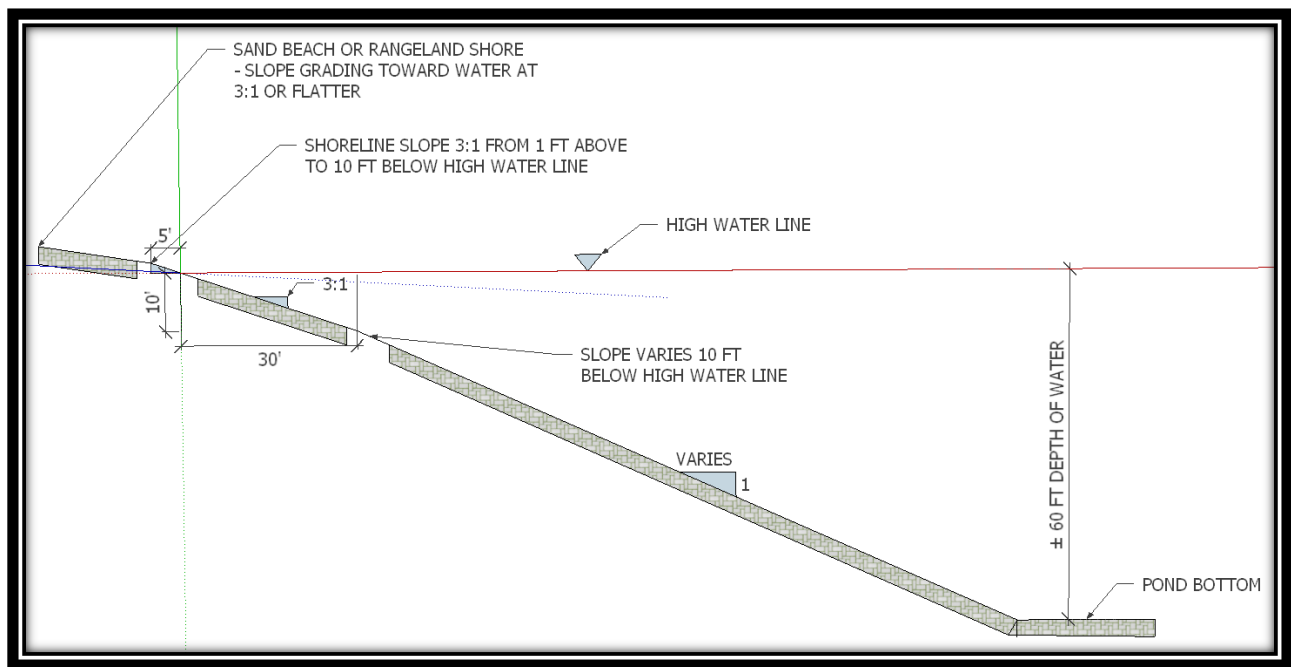 SAND BEACH OR RANGELAND SHORE
- SLOPE GRADING TOWARD WATER AT
3:1 OR FLATTER
SHORELINE SLOPE 3:1 FROM 1 FT ABOVE
TO 10 FT BELOW HIGH WATER LINE
HIGH WATER LINE
5'
3:1
10'
30'
SLOPE VARIES 10 FT
BELOW HIGH WATER LINE
VARIES
1
± 60 FT DEPTH OF WATER
POND BOTTOM